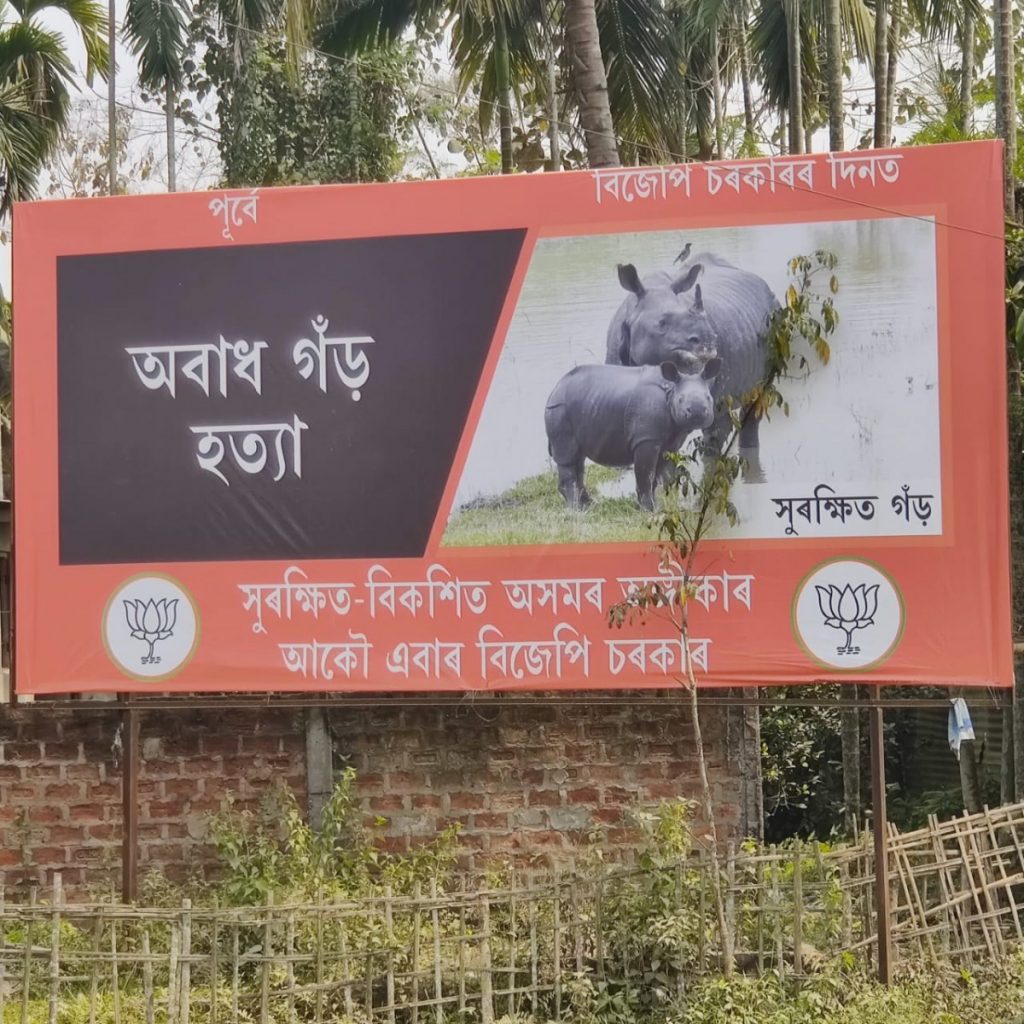 পূৰ্বে
বিজেপি চৰকাৰৰ দিনত
অবাধ গঁড়
হত্যা
সুৰক্ষিত গঁড়
সুৰক্ষিত-বিকশিত অসমৰ
আকৌ এবাৰ বিজেপি চৰকাৰ